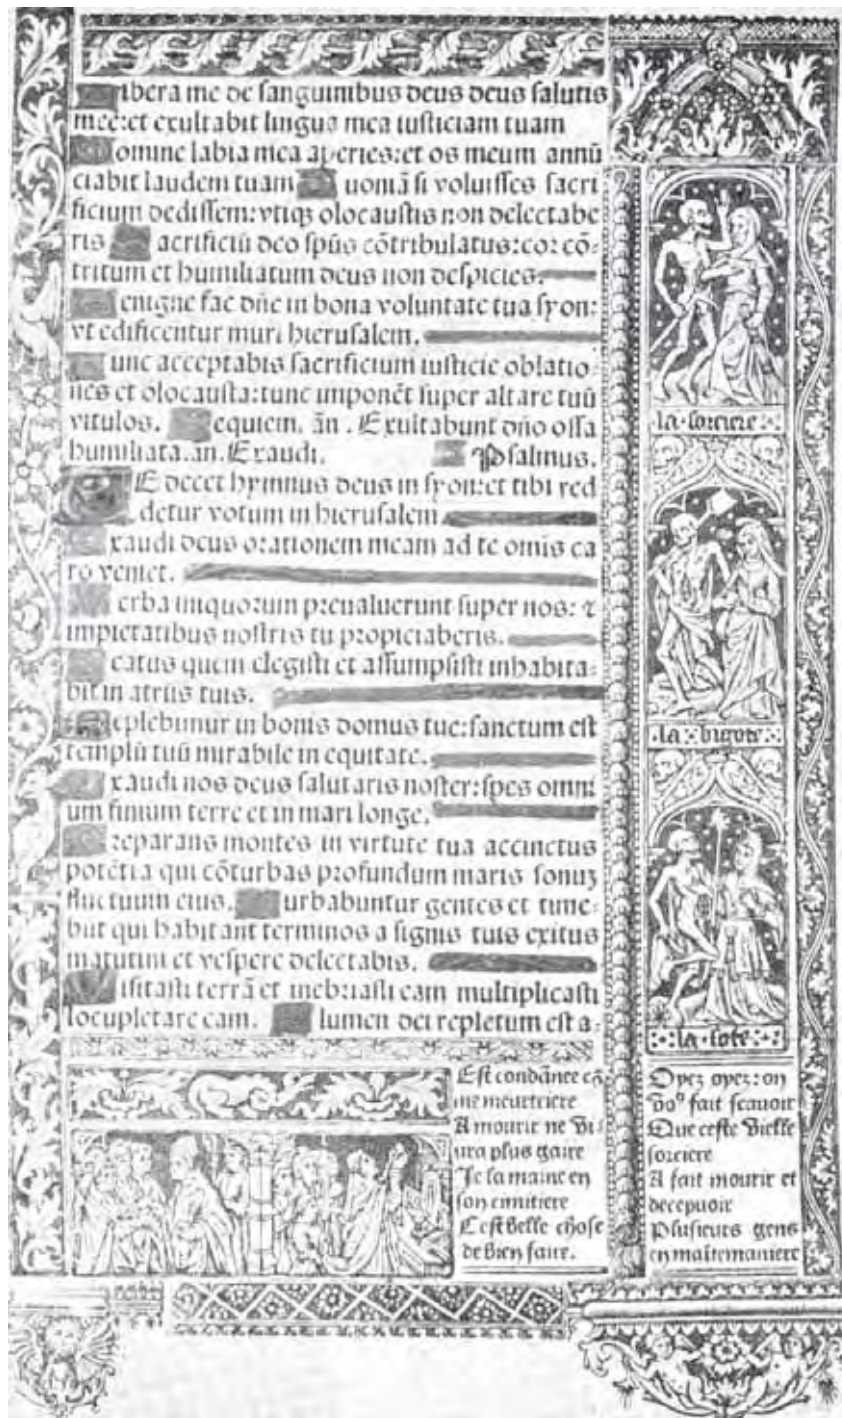 ibera me de sanguinibus deus deus salutis
mee:et exultabit lingua mea iusticiam tuam
omine labia mea aperies:et os meum annū
ciabit laudem tuam uoniā si voluisses sacri
ficium dedissem:vtiqꝫ olocaustis non delectabe
ris acrificiū deo spūs cōtribulatus:cor cō-
tritum et humiliatum deus non despicies.
enigne fac dñe in bona voluntate tua syon:
vt edificentur muri hierusalem.
unc acceptabis sacrificium iusticie oblatio-
nes et olocausta:tunc imponēt super altare tuū
vitulos. equiem. añ. Exultabunt dño ossa
humiliata.an.Exaudi. Psalmus.
E decet hymnus deus in syon:et tibi red
detur votum in hierusalem
xaudi deus orationem meam ad te omis ca
ro veniet.
erba iniquorum preualuerunt super nos: ⁊
impietatibus nostris tu propiciaberis.
eatus quem elegisti et assumpsisti inhabita-
bit in atriis tuis.
eplebimur in bonis domus tue:sanctum est
templū tuū mirabile in equitate.
xaudi nos deus salutaris noster:spes omni
um finium terre et in mari longe.
reparans montes in virtute tua accinctus
potētia qui cōturbas profundum maris sonuȝ
fluctuum eius. urbabuntur gentes et time-
būt qui habitant terminos a signis tuis exitus
matutini et vespere delectabis.
isitasti terrā et inebriasti eam multiplicasti
locupletare eam. lumen dei repletum est a-
la sorciere
la bigote
la sote
Est condānee cō-
me meurtriere
A mourir ne vi-
ura plus gaire
Je la maine en
son cimitiere
Cest belle chose
de bien faire.
Oyez oyez:on
voꝰ fait scauoir
Que ceste vielle
sorciere
A fait mourir et
decepuoir
Plusieurs gens
en maīte maniere